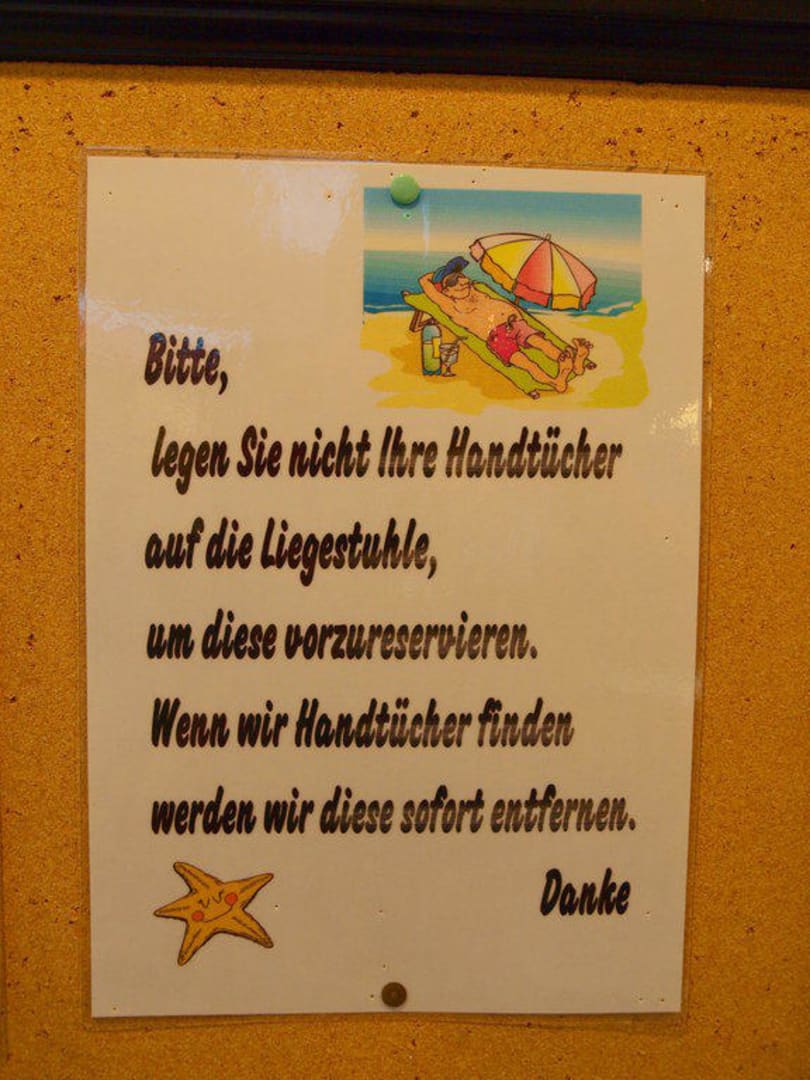 Bitte,
legen Sie nicht Ihre Handtücher
auf die Liegestuhle,
um diese vorzureservieren.
Wenn wir Handtücher finden
werden wir diese sofort entfernen.
Danke